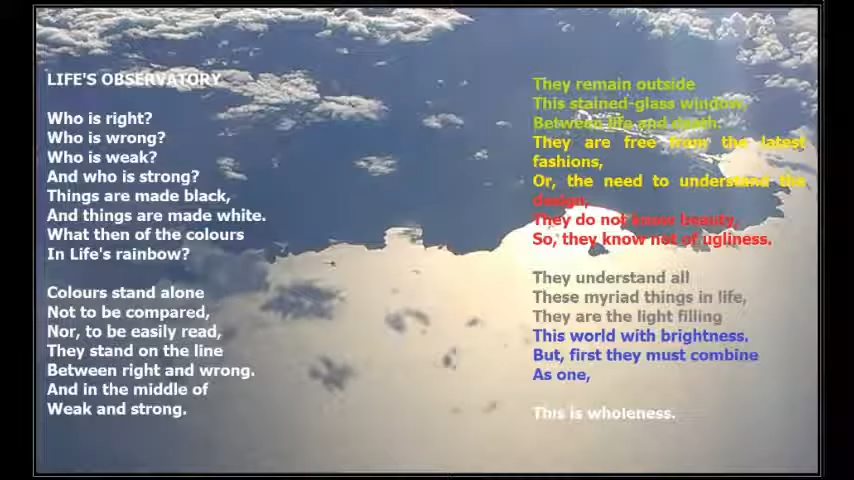 LIFE'S OBSERVATORY
Who is right?
Who is wrong?
Who is weak?
And who is strong?
Things are made black,
And things are made white.
What then of the colours
In Life's rainbow?
Colours stand alone
Not to be compared,
Nor, to be easily read,
They stand on the line
Between right and wrong.
And in the middle of
Weak and strong.
They remain outside
This stained-glass window,
Between life and death.
They are free from the latest
fashions,
Or, the need to understand the
design,
They do not know beauty,
So, they know not of ugliness.
They understand all
These myriad things in life,
They are the light filling
This world with brightness.
But, first they must combine
As one,
This is wholeness.